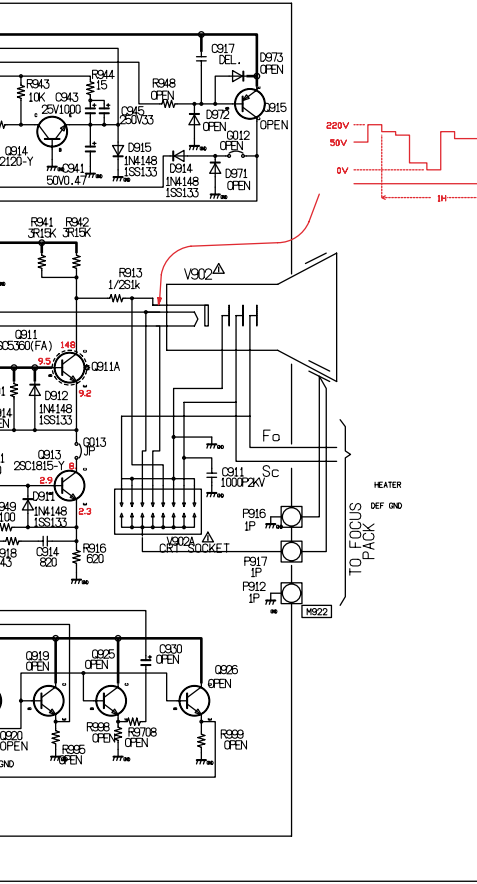 C917
DEL.
D973
OPEN
R943
10K
C943
25V1000
R944
15
C945
250V33
R948
OPEN
D972
OPEN
Q915
OPEN
Q914
2120-Y
C941
50V0.47
D915
1N4148
1SS133
D914
1N4148
1SS133
G012
OPEN
D971
OPEN
220V
50V
0V
1H
R941
3R15K
R942
3R15K
R913
1/2S1k
V902
Q911
SC5360(FA)
148
9.5
Q911A
9.2
D912
1N4148
1SS133
G013
JP
Q913
2SC1815-Y
8
2.9
2.3
D911
1N4148
1SS133
C914
820
R916
620
Fo
Sc
C911
1000P2KV
V902A
CRT SOCKET
P916
1P
P917
1P
P912
1P
M922
TO FOCUS
PACK
HEATER
DEF GND
Q919
OPEN
Q925
OPEN
C930
OPEN
Q926
OPEN
Q920
OPEN
GND
R995
OPEN
R998
OPEN
R9708
OPEN
R999
OPEN